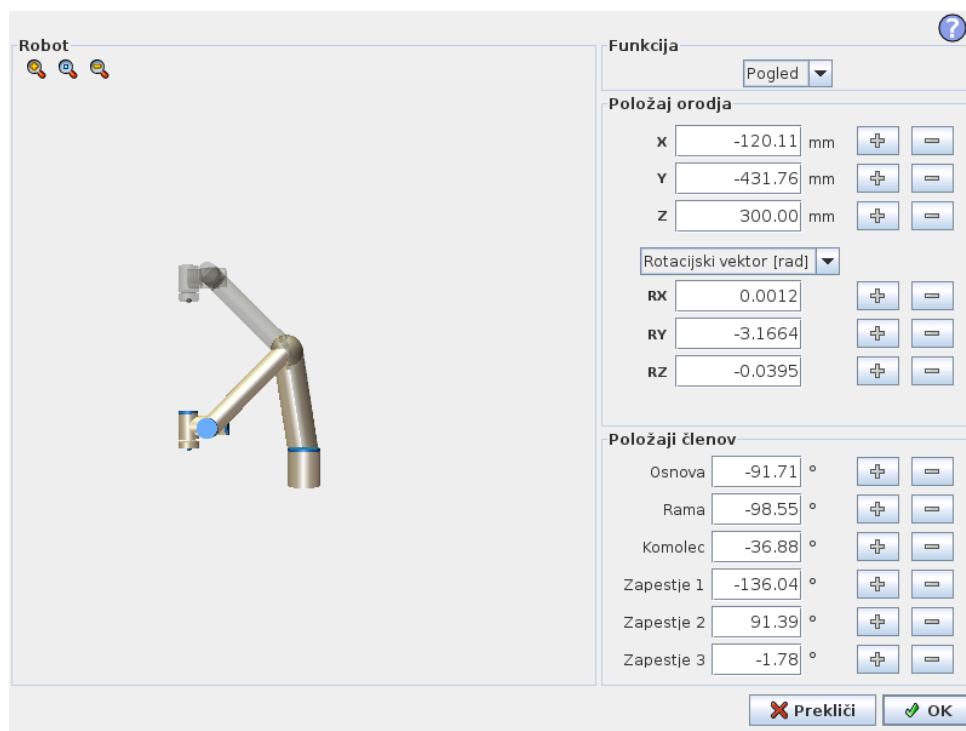 Robot
Funkcija
Pogled
Položaj orodja
X -120.11 mm
Y -431.76 mm
Z 300.00 mm
Rotacijski vektor [rad]
RX 0.0012
RY -3.1664
RZ -0.0395
Položaji členov
Osnova -91.71 °
Rama -98.55 °
Komolec -36.88 °
Zapestje 1 -136.04 °
Zapestje 2 91.39 °
Zapestje 3 -1.78 °
Prekliči OK